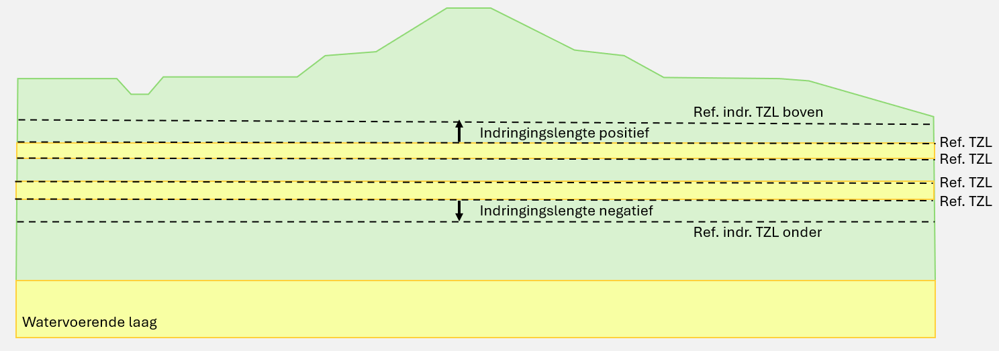 Ref. indr. TZL boven
Indringingslengte positief
Ref. TZL
Ref. TZL
Ref. TZL
Ref. TZL
Indringingslengte negatief
Ref. indr. TZL onder
Watervoerende laag